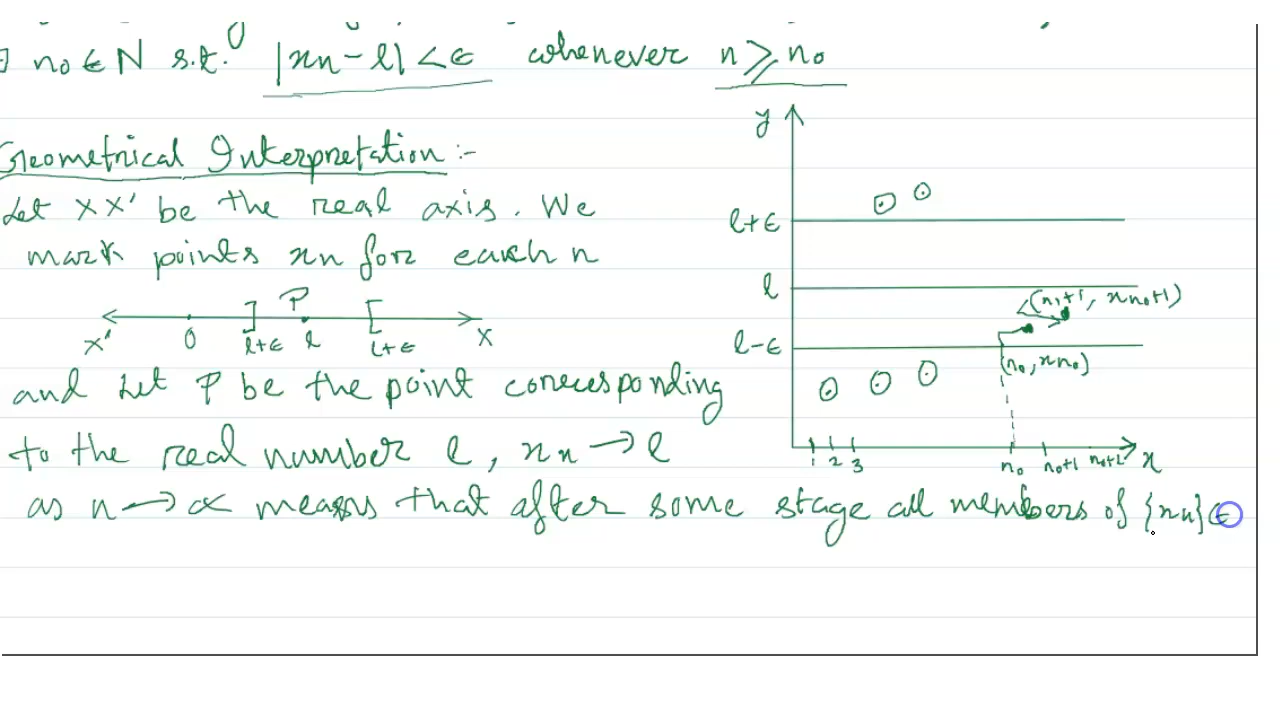 ∃ n₀ ∈ N s.t. |xn - l| < ϵ whenever n ⩾ n₀
Geometrical Interpretation :-
Let XX' be the real axis. We
mark points xn for each n
P
X' 0 l+ϵ l l+ϵ X
and Let P be the point corresponding
to the real number l, xn → l
as n → ∝ means that after some stage all members of {xn} ϵ
y
l+ϵ
l
(n₁+1, xn₀+1)
l-ϵ
(n₀, xn₀)
1 2 3 n₀ n₀+1 n₀+2 x